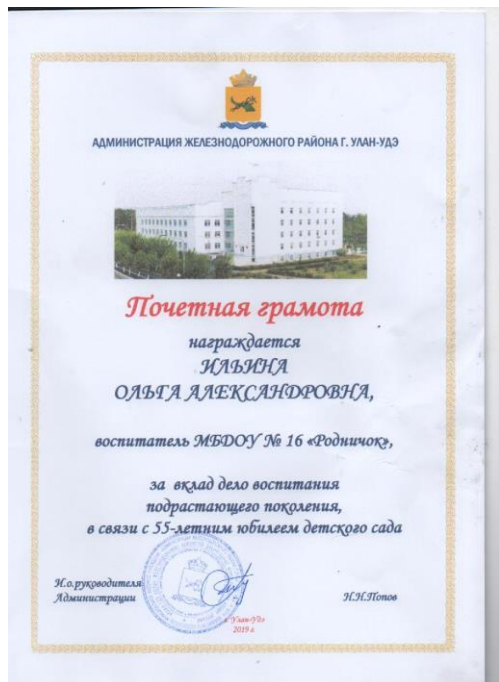 АДМИНИСТРАЦИЯ ЖЕЛЕЗНОДОРОЖНОГО РАЙОНА Г. УЛАН-УДЭ
Почетная грамота
награждается
ИЛЬИНА
ОЛЬГА АЛЕКСАНДРОВНА,
воспитатель МБДОУ № 16 «Родничок»,
за вклад дело воспитания
подрастающего поколения,
в связи с 55-летним юбилеем детского сада
И.о.руководителя
Администрации Н.Н.Попов
г. Улан-Удэ
2019 г.